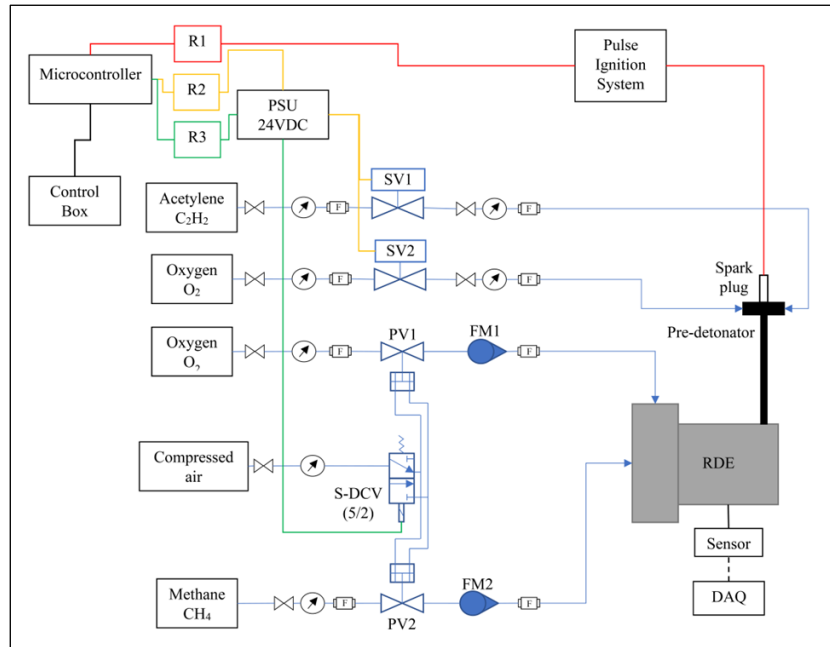 R1
Pulse
Ignition
System
Microcontroller
R2
PSU
24VDC
R3
Control
Box
SV1
Acetylene
C₂H₂
F
F
SV2
Oxygen
O₂
F
F
Spark
plug
Pre-detonator
PV1
FM1
Oxygen
O₂
F
F
Compressed
air
S-DCV
(5/2)
RDE
Sensor
FM2
Methane
CH₄
F
F
DAQ
PV2